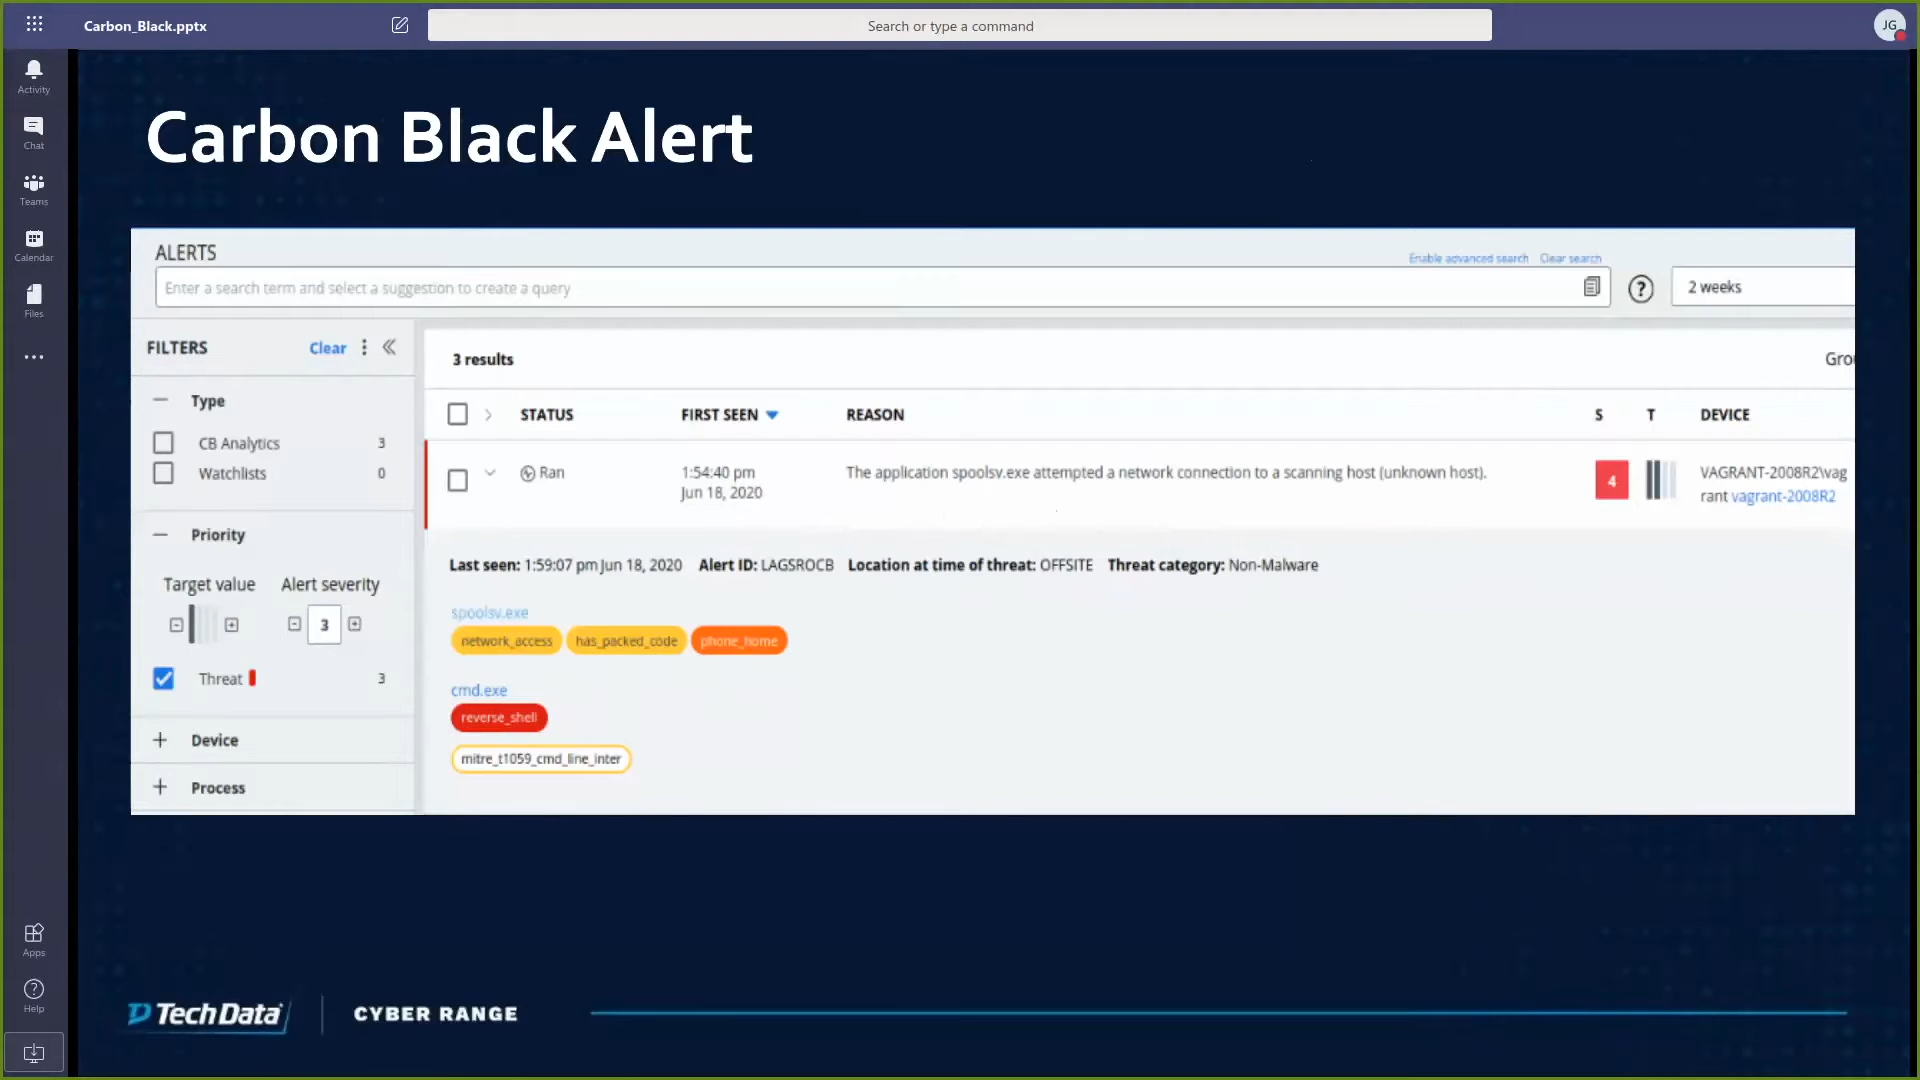 Carbon_Black.pptx
Search or type a command
JG
Activity
Chat
Teams
Calendar
Files
Apps
Help
Carbon Black Alert
ALERTS
Enable advanced search Clear search
Enter a search term and select a suggestion to create a query
?
2 weeks
FILTERS
Clear
Type
CB Analytics 3
Watchlists 0
Priority
Target value Alert severity
3
Threat 3
Device
Process
3 results
STATUS FIRST SEEN REASON S T DEVICE
Ran
1:54:40 pm
Jun 18, 2020
The application spoolsv.exe attempted a network connection to a scanning host (unknown host).
4
VAGRANT-2008R2\vag
rant vagrant-2008R2
Last seen: 1:59:07 pm Jun 18, 2020 Alert ID: LAGSROCB Location at time of threat: OFFSITE Threat category: Non-Malware
spoolsv.exe
network_access has_packed_code phone_home
cmd.exe
reverse_shell
mitre_t1059_cmd_line_inter
Tech Data
CYBER RANGE